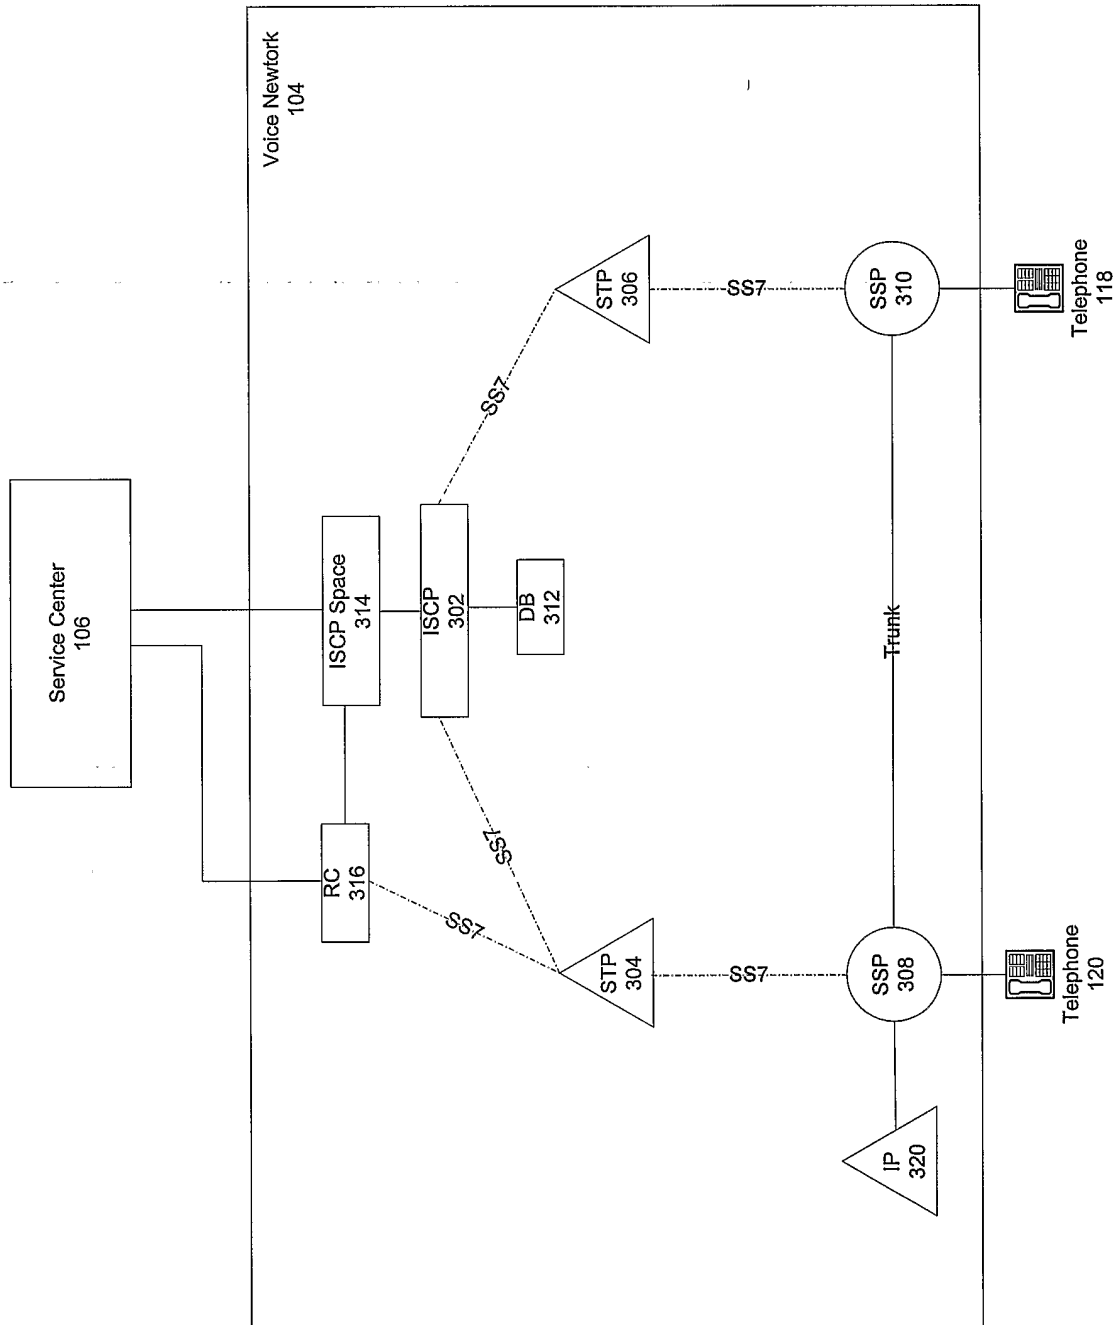 Service Center
106
Voice Newtork
104
RC
316
ISCP Space
314
ISCP
302
DB
312
SS7
SS7
SS7
STP
304
STP
306
SS7
SS7
IP
320
SSP
308
Trunk
SSP
310
Telephone
120
Telephone
118